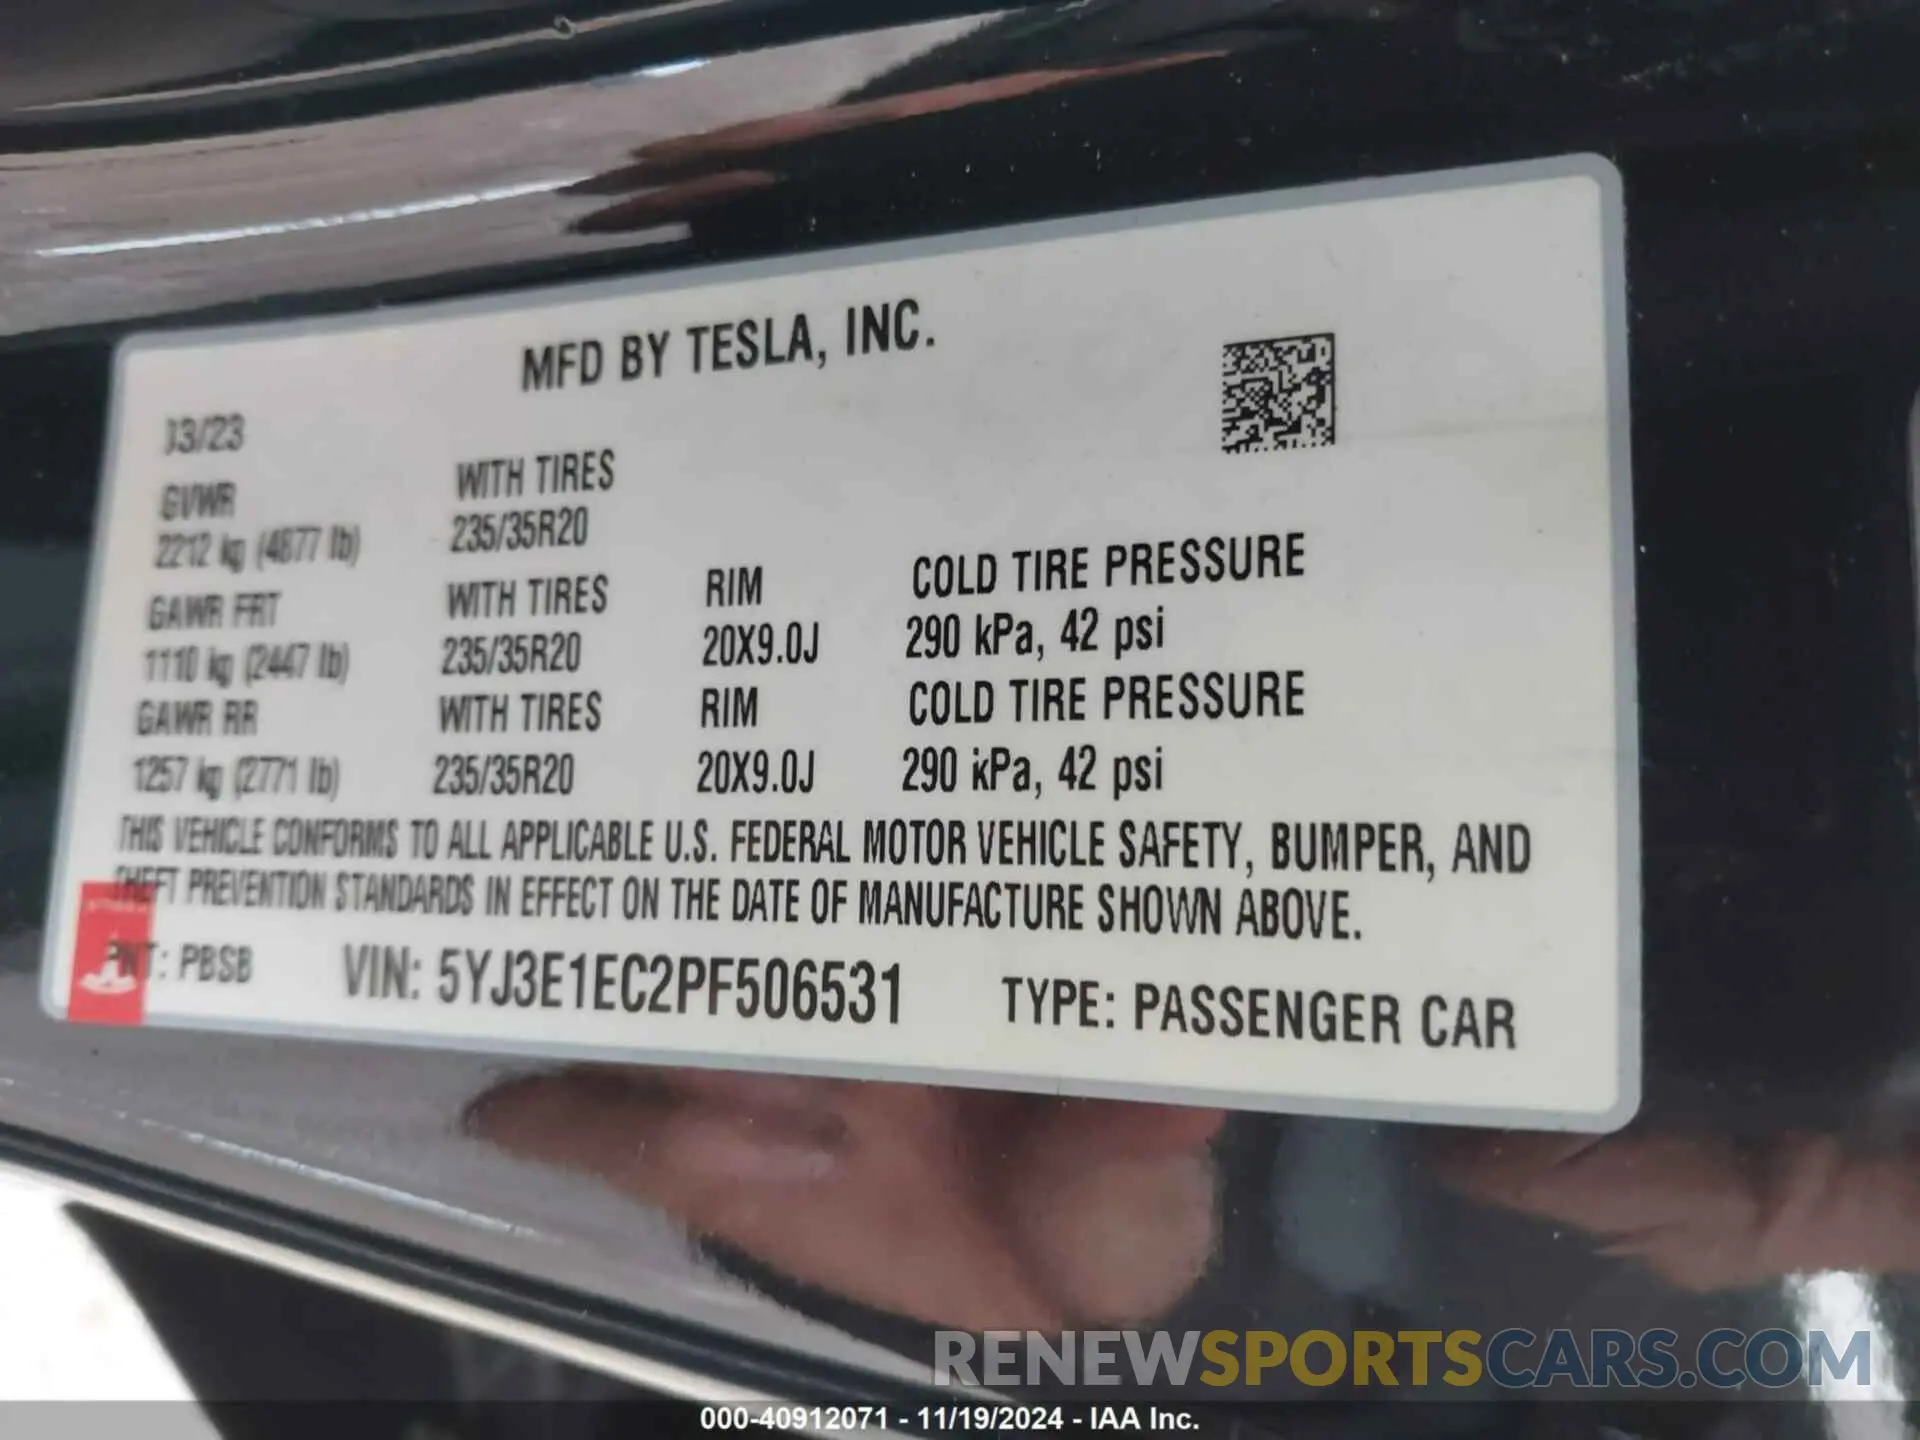 MFD BY TESLA, INC.
03/23
GVWR WITH TIRES
2212 kg (4877 lb) 235/35R20
GAWR FRT WITH TIRES RIM COLD TIRE PRESSURE
1110 kg (2447 lb) 235/35R20 20X9.0J 290 kPa, 42 psi
GAWR RR WITH TIRES RIM COLD TIRE PRESSURE
1257 kg (2771 lb) 235/35R20 20X9.0J 290 kPa, 42 psi
THIS VEHICLE CONFORMS TO ALL APPLICABLE U.S. FEDERAL MOTOR VEHICLE SAFETY, BUMPER, AND
THEFT PREVENTION STANDARDS IN EFFECT ON THE DATE OF MANUFACTURE SHOWN ABOVE.
PNT: PBSB VIN: 5YJ3E1EC2PF506531 TYPE: PASSENGER CAR
RENEWSPORTSCARS.COM
000-40912071 - 11/19/2024 - IAA Inc.